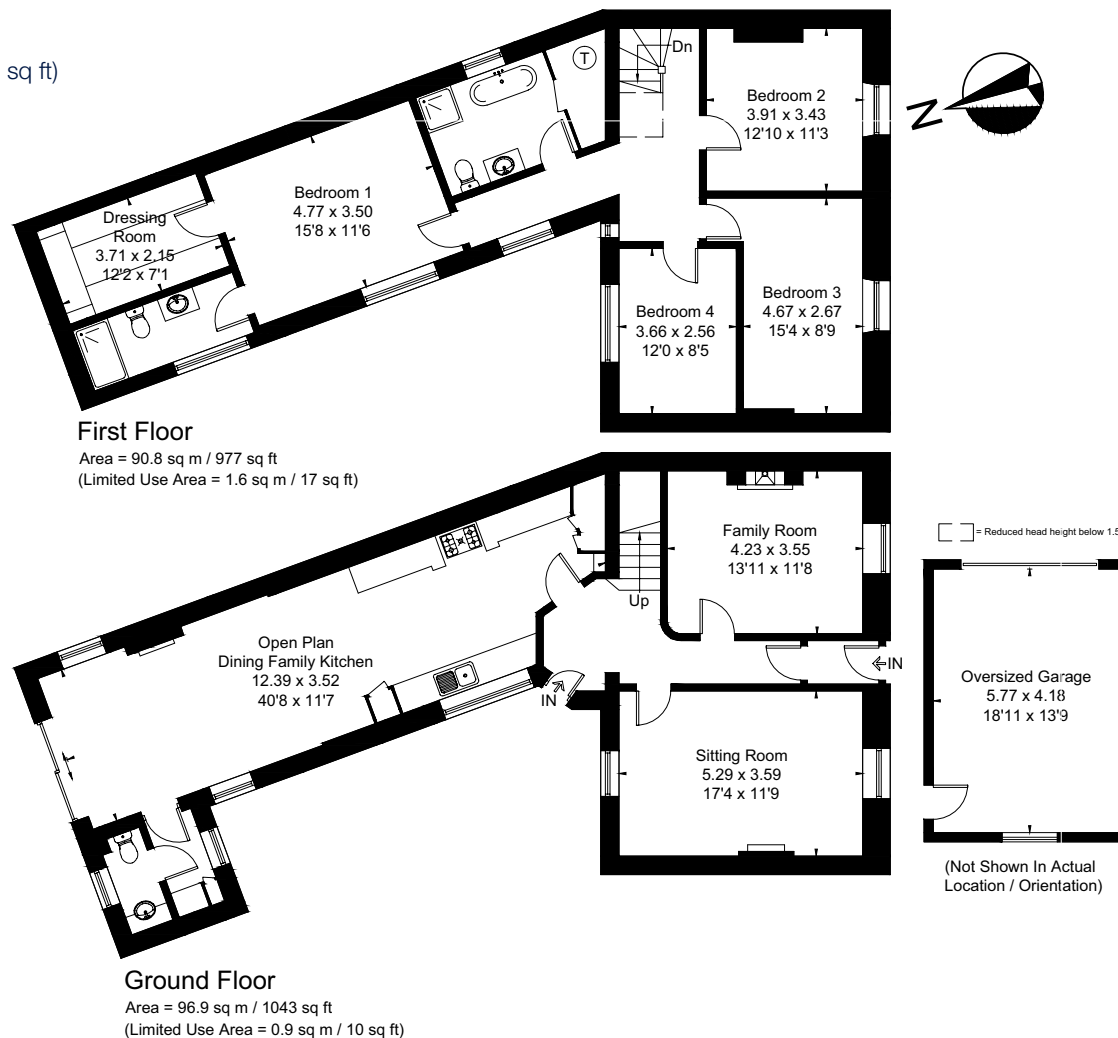 sq ft)
Dn
T
Bedroom 2
3.91 x 3.43
12'10 x 11'3
N
Bedroom 1
4.77 x 3.50
15'8 x 11'6
Dressing
Room
3.71 x 2.15
12'2 x 7'1
Bedroom 4
3.66 x 2.56
12'0 x 8'5
Bedroom 3
4.67 x 2.67
15'4 x 8'9
First Floor
Area = 90.8 sq m / 977 sq ft
(Limited Use Area = 1.6 sq m / 17 sq ft)
Family Room
4.23 x 3.55
13'11 x 11'8
= Reduced head height below 1.5
Up
Open Plan
Dining Family Kitchen
12.39 x 3.52
40'8 x 11'7
IN
IN
Oversized Garage
5.77 x 4.18
18'11 x 13'9
Sitting Room
5.29 x 3.59
17'4 x 11'9
(Not Shown In Actual
Location / Orientation)
Ground Floor
Area = 96.9 sq m / 1043 sq ft
(Limited Use Area = 0.9 sq m / 10 sq ft)